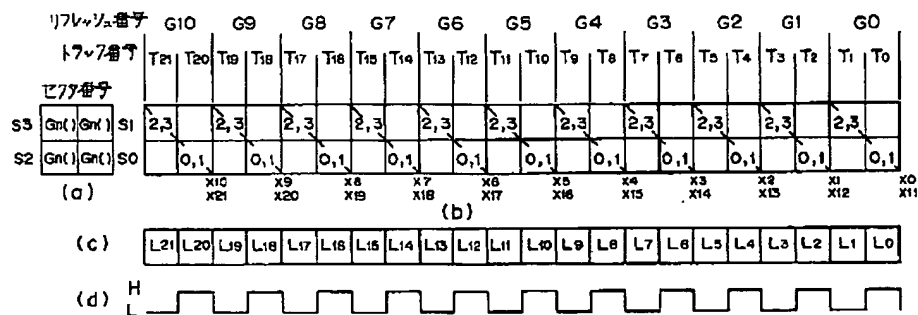 リフレッシュ番号 G10 G9 G8 G7 G6 G5 G4 G3 G2 G1 G0
トラック番号 T21 T20 T19 T18 T17 T16 T15 T14 T13 T12 T11 T10 T9 T8 T7 T6 T5 T4 T3 T2 T1 T0
セクタ番号
S3 Gm() Gm() S1 2,3 2,3 2,3 2,3 2,3 2,3 2,3 2,3 2,3 2,3 2,3
S2 Gm() Gm() S0 0,1 0,1 0,1 0,1 0,1 0,1 0,1 0,1 0,1 0,1 0,1
X10 X9 X8 X7 X6 X5 X4 X3 X2 X1 X0
(a) X21 X20 X19 X18 X17 X16 X15 X14 X13 X12 X11
(b)
(c) L21 L20 L19 L18 L17 L16 L15 L14 L13 L12 L11 L10 L9 L8 L7 L6 L5 L4 L3 L2 L1 L0
(d) H
L